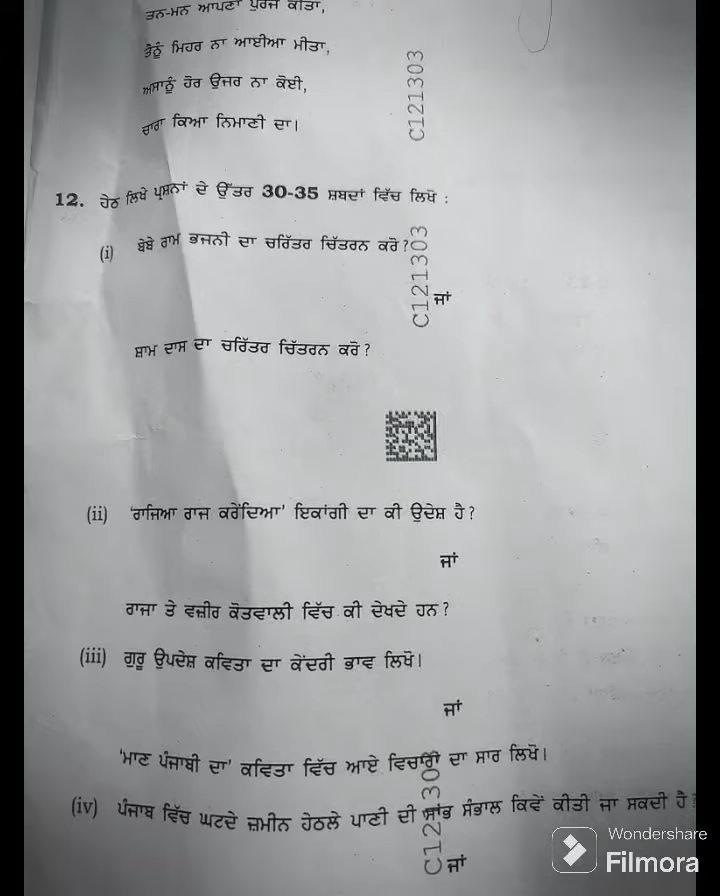 ਤਨ-ਮਨ ਆਪਣਾ ਪੁਰਜੇ ਕੀਤਾ,
ਤੈਨੂੰ ਮਿਹਰ ਨਾ ਆਈਆ ਮੀਤਾ,
ਅਸਾਨੂੰ ਹੋਰ ਉਜਰ ਨਾ ਕੋਈ,
ਚਾਰਾ ਕਿਆ ਨਿਮਾਣੀ ਦਾ।
C121303
12. ਹੇਠ ਲਿਖੇ ਪ੍ਰਸ਼ਨਾਂ ਦੇ ਉੱਤਰ 30-35 ਸ਼ਬਦਾਂ ਵਿੱਚ ਲਿਖੋ :
(i) ਬੇਬੇ ਰਾਮ ਭਜਨੀ ਦਾ ਚਰਿੱਤਰ ਚਿੱਤਰਨ ਕਰੋ ?
C121303
ਜਾਂ
ਸ਼ਾਮ ਦਾਸ ਦਾ ਚਰਿੱਤਰ ਚਿੱਤਰਨ ਕਰੋ ?
(ii) 'ਰਾਜਿਆ ਰਾਜ ਕਰੇਂਦਿਆ' ਇਕਾਂਗੀ ਦਾ ਕੀ ਉਦੇਸ਼ ਹੈ ?
ਜਾਂ
ਰਾਜਾ ਤੇ ਵਜ਼ੀਰ ਕੋਤਵਾਲੀ ਵਿੱਚ ਕੀ ਦੇਖਦੇ ਹਨ ?
(iii) ਗੁਰੂ ਉਪਦੇਸ਼ ਕਵਿਤਾ ਦਾ ਕੇਂਦਰੀ ਭਾਵ ਲਿਖੋ।
ਜਾਂ
'ਮਾਣ ਪੰਜਾਬੀ ਦਾ' ਕਵਿਤਾ ਵਿੱਚ ਆਏ ਵਿਚਾਰਾਂ ਦਾ ਸਾਰ ਲਿਖੋ।
(iv) ਪੰਜਾਬ ਵਿੱਚ ਘਟਦੇ ਜ਼ਮੀਨ ਹੇਠਲੇ ਪਾਣੀ ਦੀ ਸਾਂਭ ਸੰਭਾਲ ਕਿਵੇਂ ਕੀਤੀ ਜਾ ਸਕਦੀ ਹੈ ?
ਜਾਂ
Wondershare
Filmora